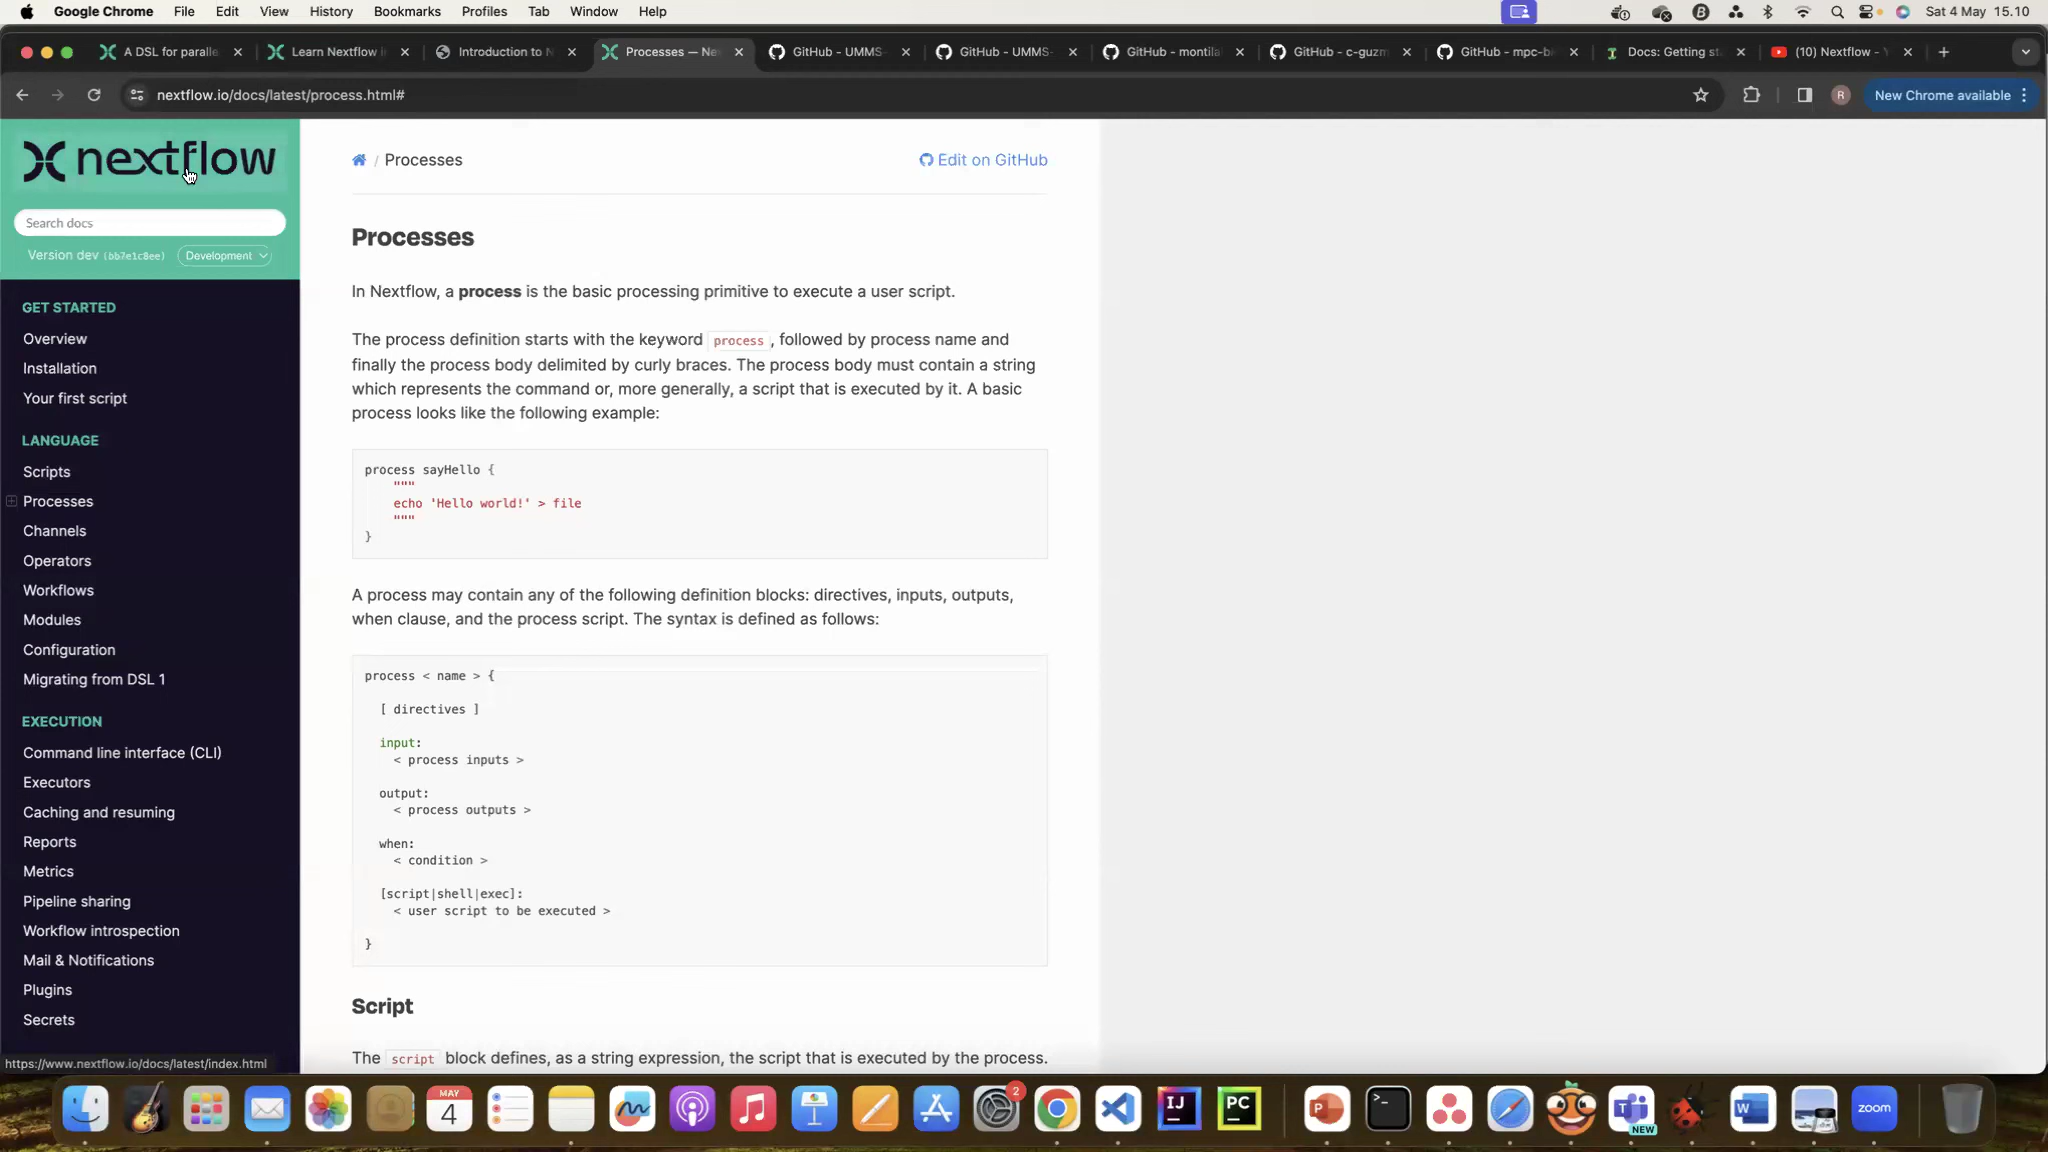 Google Chrome File Edit View History Bookmarks Profiles Tab Window Help Sat 4 May 15.10
A DSL for paralle Learn Nextflow i Introduction to N Processes — Ne GitHub - UMMS- GitHub - UMMS- GitHub - montila GitHub - c-guzm GitHub - mpc-b Docs: Getting st (10) Nextflow - Y
nextflow.io/docs/latest/process.html# R New Chrome available
nextflow
Search docs
Version dev (bb7e1c8ee) Development
GET STARTED
Overview
Installation
Your first script
LANGUAGE
Scripts
Processes
Channels
Operators
Workflows
Modules
Configuration
Migrating from DSL 1
EXECUTION
Command line interface (CLI)
Executors
Caching and resuming
Reports
Metrics
Pipeline sharing
Workflow introspection
Mail & Notifications
Plugins
Secrets
https://www.nextflow.io/docs/latest/index.html
/ Processes Edit on GitHub
Processes
In Nextflow, a process is the basic processing primitive to execute a user script.
The process definition starts with the keyword process, followed by process name and
finally the process body delimited by curly braces. The process body must contain a string
which represents the command or, more generally, a script that is executed by it. A basic
process looks like the following example:
process sayHello {
"""
echo 'Hello world!' > file
"""
}
A process may contain any of the following definition blocks: directives, inputs, outputs,
when clause, and the process script. The syntax is defined as follows:
process < name > {
[ directives ]
input:
< process inputs >
output:
< process outputs >
when:
< condition >
[script|shell|exec]:
< user script to be executed >
}
Script
The script block defines, as a string expression, the script that is executed by the process.
MAY
4
2
IJ
PC
P
>_
NEW
W
zoom